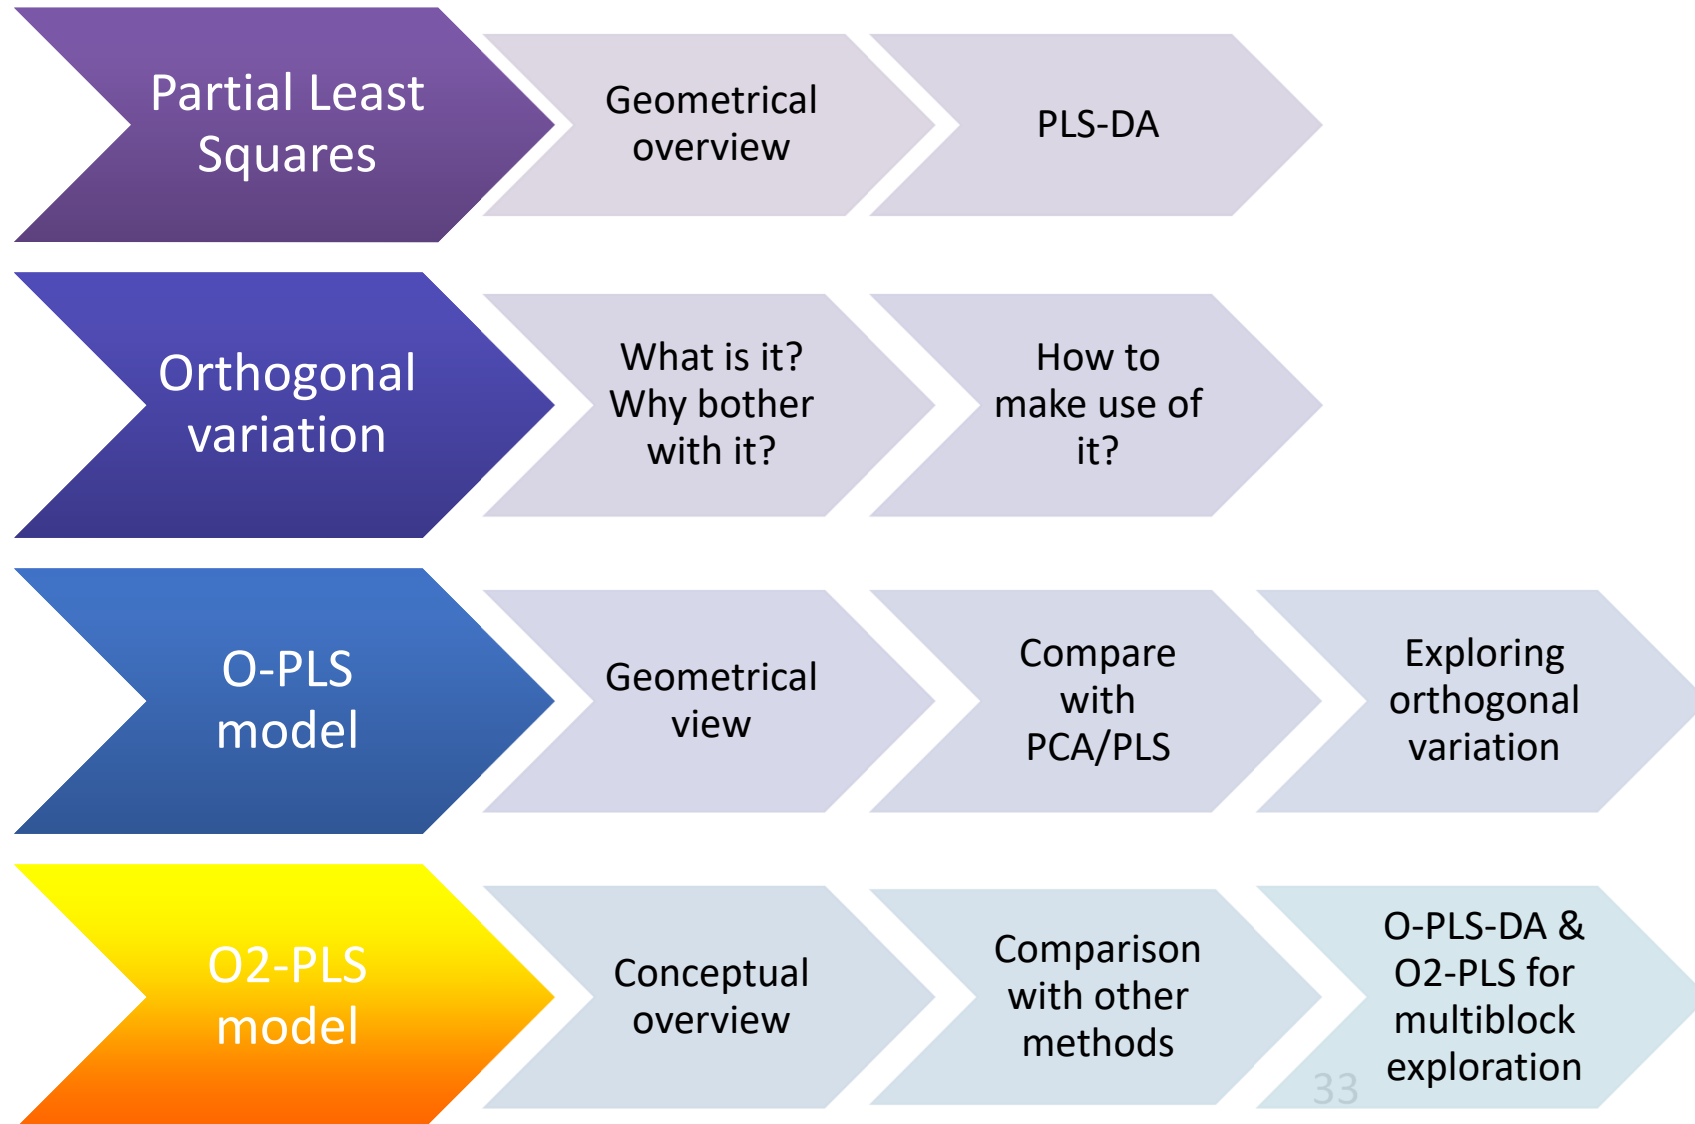 Partial Least
Squares
Geometrical
overview
PLS-DA
Orthogonal
variation
What is it?
Why bother
with it?
How to
make use of
it?
O-PLS
model
Geometrical
view
Compare
with
PCA/PLS
Exploring
orthogonal
variation
O2-PLS
model
Conceptual
overview
Comparison
with other
methods
O-PLS-DA &
O2-PLS for
multiblock
exploration
33